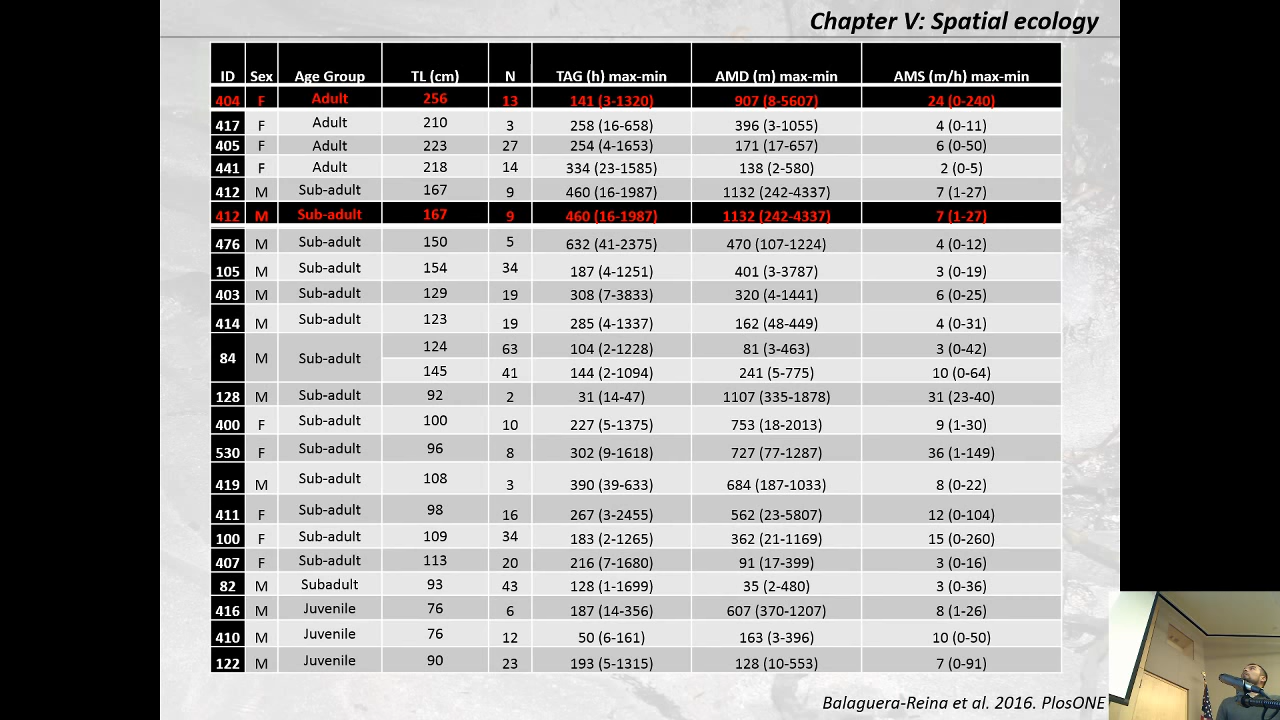 Chapter V: Spatial ecology
ID Sex Age Group TL (cm) N TAG (h) max-min AMD (m) max-min AMS (m/h) max-min
404 F Adult 256 13 141 (3-1320) 907 (8-5607) 24 (0-240)
417 F Adult 210 3 258 (16-658) 396 (3-1055) 4 (0-11)
405 F Adult 223 27 254 (4-1653) 171 (17-657) 6 (0-50)
441 F Adult 218 14 334 (23-1585) 138 (2-580) 2 (0-5)
412 M Sub-adult 167 9 460 (16-1987) 1132 (242-4337) 7 (1-27)
412 M Sub-adult 167 9 460 (16-1987) 1132 (242-4337) 7 (1-27)
476 M Sub-adult 150 5 632 (41-2375) 470 (107-1224) 4 (0-12)
105 M Sub-adult 154 34 187 (4-1251) 401 (3-3787) 3 (0-19)
403 M Sub-adult 129 19 308 (7-3833) 320 (4-1441) 6 (0-25)
414 M Sub-adult 123 19 285 (4-1337) 162 (48-449) 4 (0-31)
84 M Sub-adult 124 63 104 (2-1228) 81 (3-463) 3 (0-42)
145 41 144 (2-1094) 241 (5-775) 10 (0-64)
128 M Sub-adult 92 2 31 (14-47) 1107 (335-1878) 31 (23-40)
400 F Sub-adult 100 10 227 (5-1375) 753 (18-2013) 9 (1-30)
530 F Sub-adult 96 8 302 (9-1618) 727 (77-1287) 36 (1-149)
419 M Sub-adult 108 3 390 (39-633) 684 (187-1033) 8 (0-22)
411 F Sub-adult 98 16 267 (3-2455) 562 (23-5807) 12 (0-104)
100 F Sub-adult 109 34 183 (2-1265) 362 (21-1169) 15 (0-260)
407 F Sub-adult 113 20 216 (7-1680) 91 (17-399) 3 (0-16)
82 M Subadult 93 43 128 (1-1699) 35 (2-480) 3 (0-36)
416 M Juvenile 76 6 187 (14-356) 607 (370-1207) 8 (1-26)
410 M Juvenile 76 12 50 (6-161) 163 (3-396) 10 (0-50)
122 M Juvenile 90 23 193 (5-1315) 128 (10-553) 7 (0-91)
Balaguera-Reina et al. 2016. PlosONE